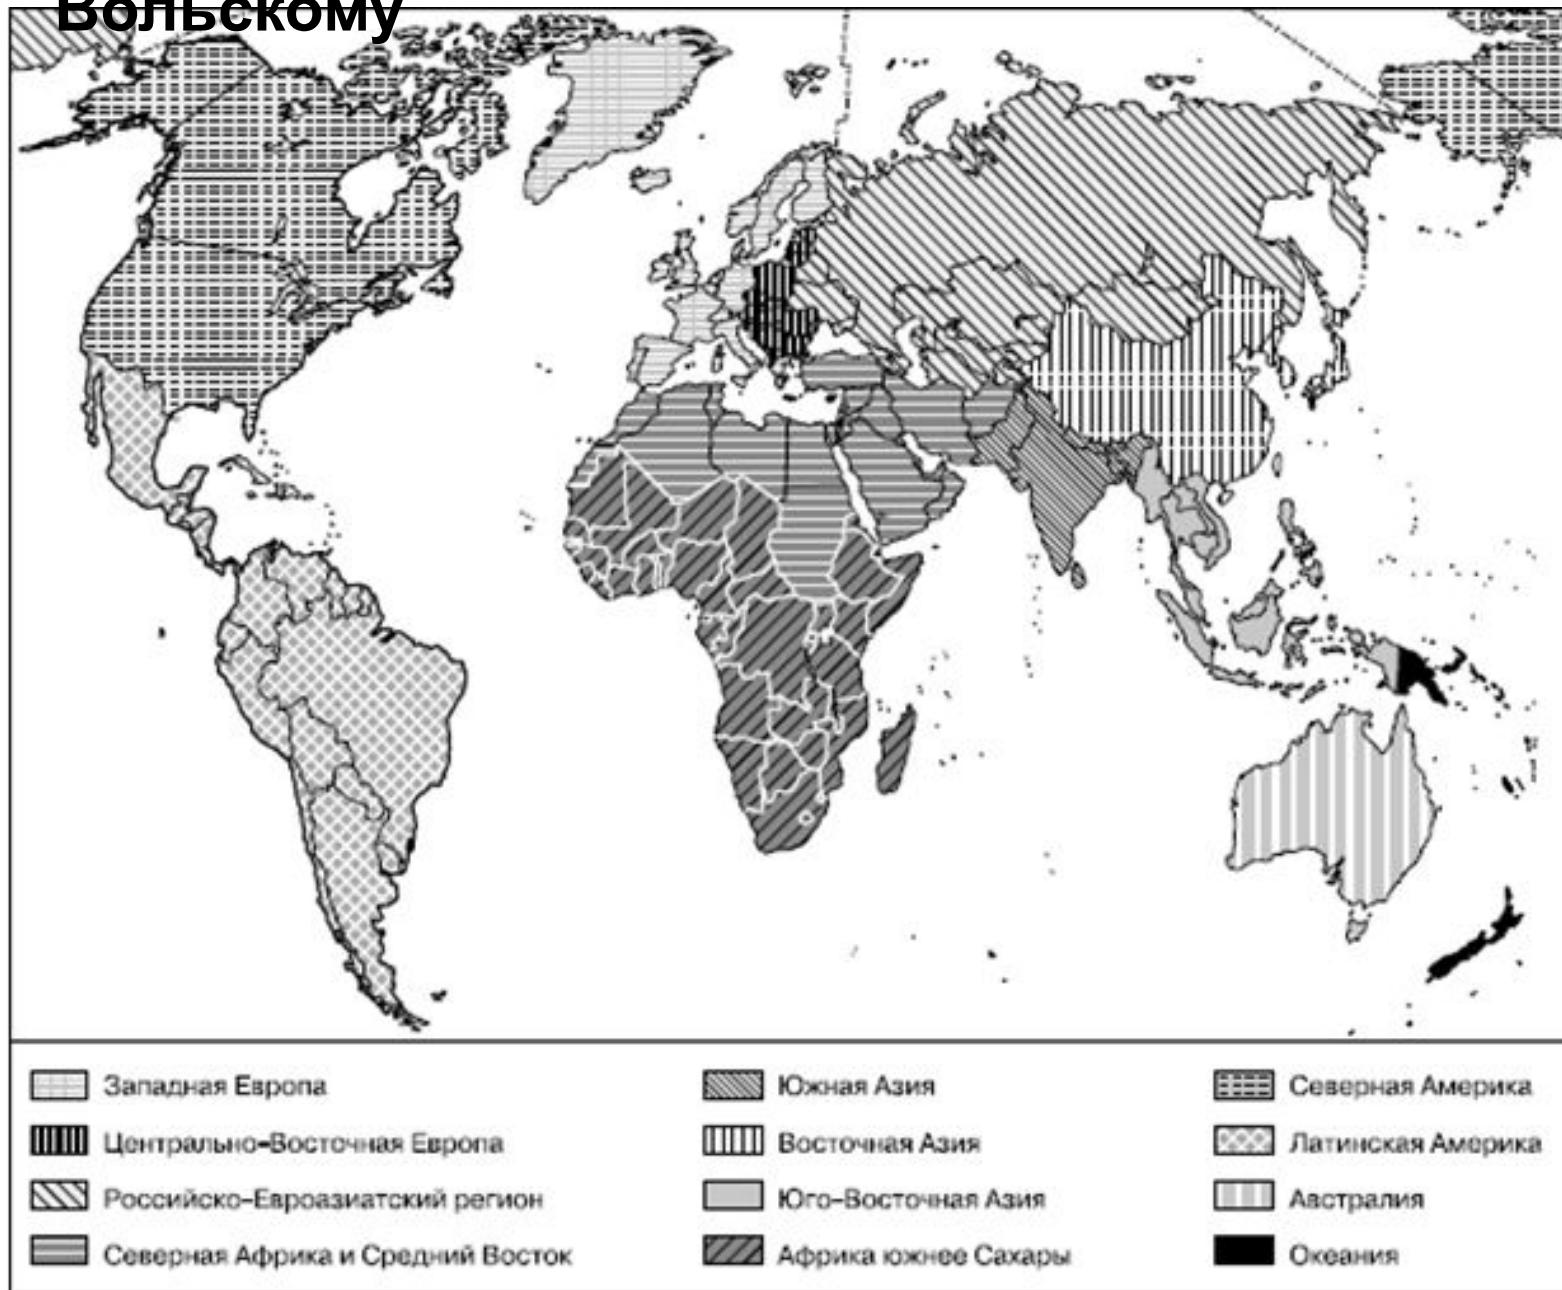 Вольскому
Западная Европа
Центрально-Восточная Европа
Российско-Евроазиатский регион
Северная Африка и Средний Восток
Южная Азия
Восточная Азия
Юго-Восточная Азия
Африка южнее Сахары
Северная Америка
Латинская Америка
Австралия
Океания